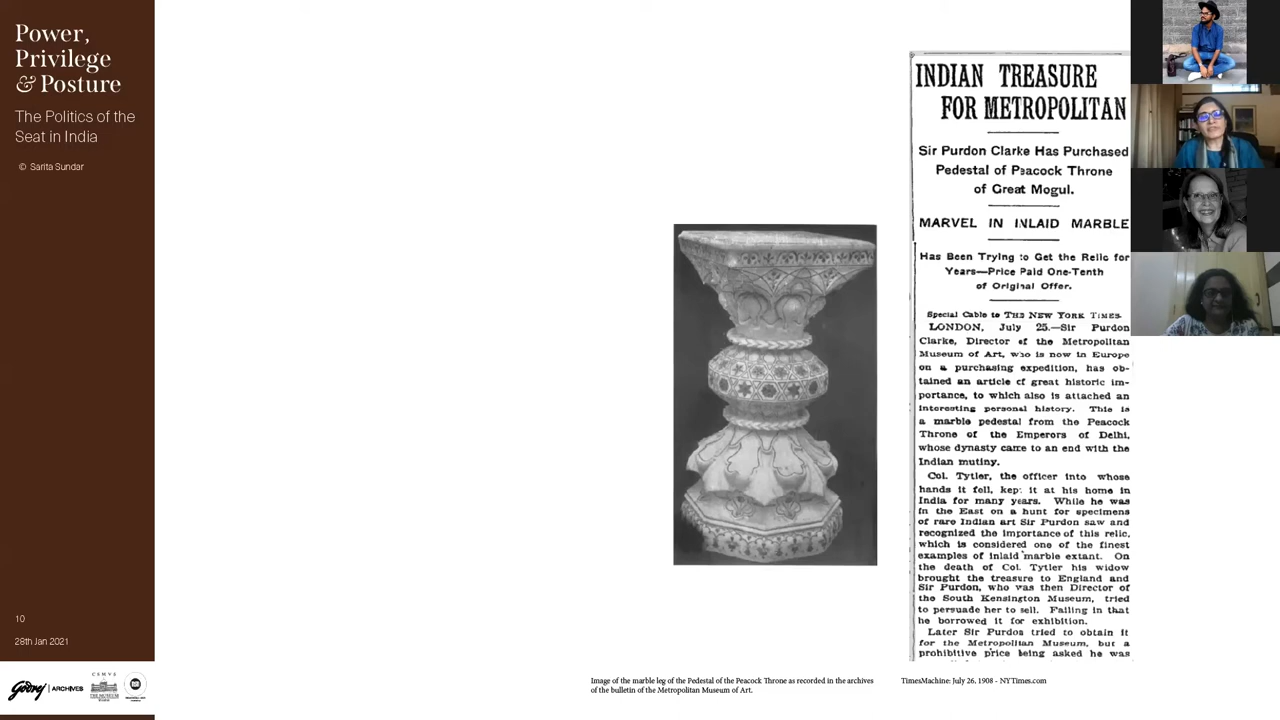 Power,
Privilege
& Posture
The Politics of the
Seat in India
© Sarita Sundar
10
28th Jan 2021
Godrej | ARCHIVES
THE MUSEUM
INDIAN TREASURE
FOR METROPOLITAN
Sir Purdon Clarke Has Purchased
Pedestal of Peacock Throne
of Great Mogul.
MARVEL IN INLAID MARBLE
Has Been Trying to Get the Relic for
Years—Price Paid One-Tenth
of Original Offer.
Special Cable to THE NEW YORK TIMES.
LONDON, July 25.—Sir Purdon
Clarke, Director of the Metropolitan
Museum of Art, who is now in Europe
on a purchasing expedition, has ob-
tained an article of great historic im-
portance, to which also is attached an
interesting personal history. This is
a marble pedestal from the Peacock
Throne of the Emperors of Delhi,
whose dynasty came to an end with the
Indian mutiny.
Col. Tytler, the officer into whose
hands it fell, kept it at his home in
India for many years. While he was
in the East on a hunt for specimens
of rare Indian art Sir Purdon saw and
recognized the importance of this relic,
which is considered one of the finest
examples of inlaid marble extant. On
the death of Col. Tytler his widow
brought the treasure to England and
Sir Purdon, who was then Director of
the South Kensington Museum, tried
to persuade her to sell. Failing in that
he borrowed it for exhibition.
Later Sir Purdon tried to obtain it
for the Metropolitan Museum, but a
prohibitive price being asked he was
Image of the marble leg of the Pedestal of the Peacock Throne as recorded in the archives
of the bulletin of the Metropolitan Museum of Art.
TimesMachine: July 26, 1908 - NYTimes.com